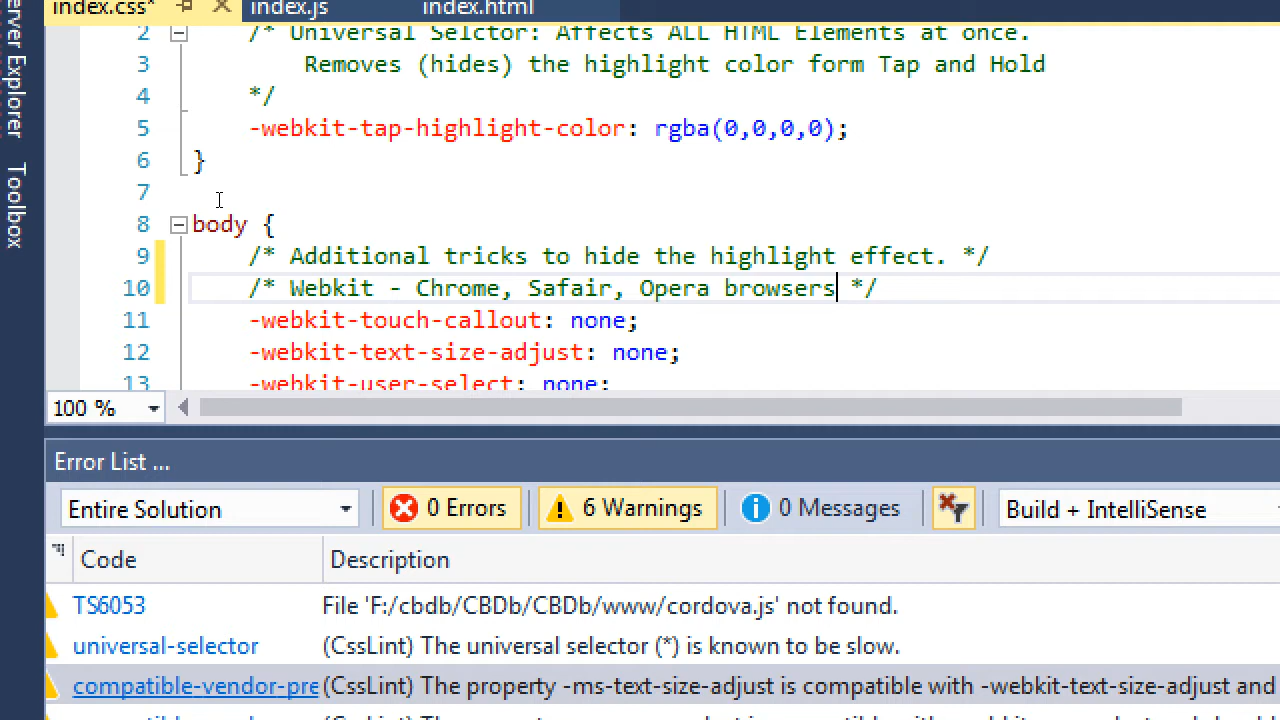 erver Explorer
Toolbox
index.css*
index.js
index.html
2 /* Universal Selctor: Affects ALL HTML Elements at once.
3 Removes (hides) the highlight color form Tap and Hold
4 */
5 -webkit-tap-highlight-color: rgba(0,0,0,0);
6 }
7
8 body {
9 /* Additional tricks to hide the highlight effect. */
10 /* Webkit - Chrome, Safair, Opera browsers */
11 -webkit-touch-callout: none;
12 -webkit-text-size-adjust: none;
13 -webkit-user-select: none;
100 %
Error List ...
Entire Solution 0 Errors 6 Warnings 0 Messages Build + IntelliSense
Code Description
TS6053 File 'F:/cbdb/CBDb/CBDb/www/cordova.js' not found.
universal-selector (CssLint) The universal selector (*) is known to be slow.
compatible-vendor-pre (CssLint) The property -ms-text-size-adjust is compatible with -webkit-text-size-adjust and